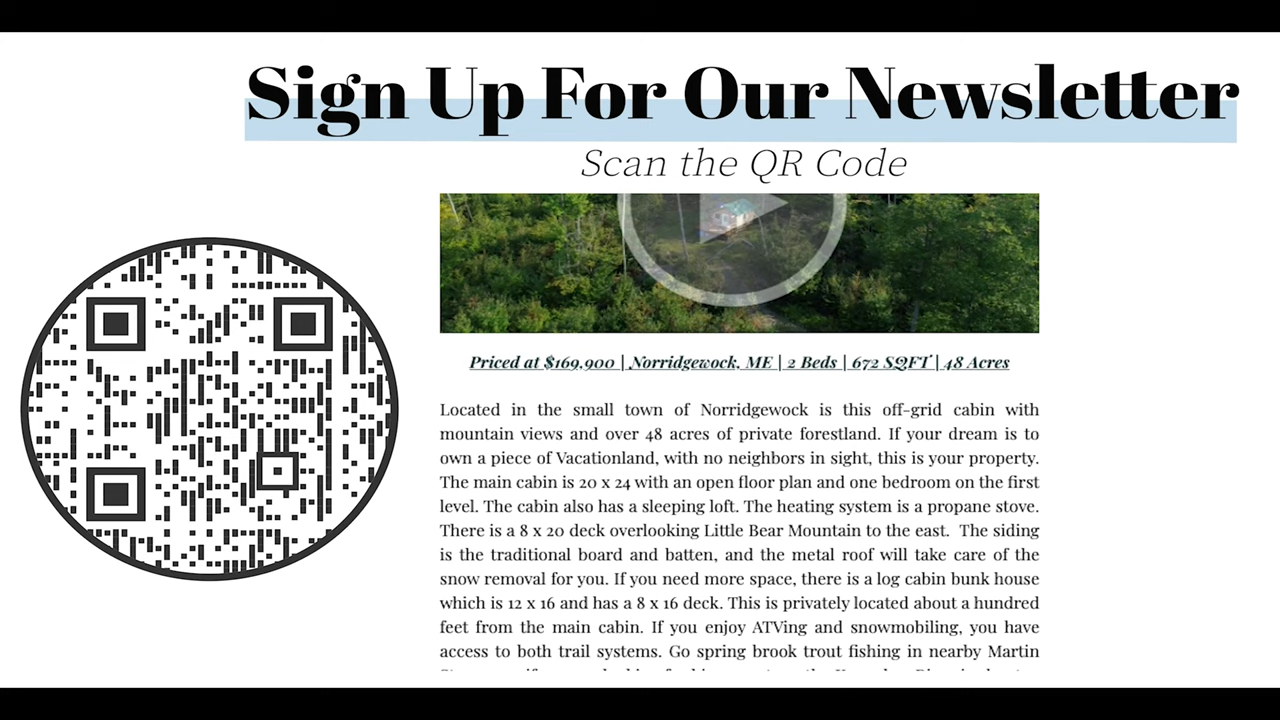 Sign Up For Our Newsletter
Scan the QR Code
Priced at $169,900 | Norridgewock, ME | 2 Beds | 672 SQFT | 48 Acres
Located in the small town of Norridgewock is this off-grid cabin with
mountain views and over 48 acres of private forestland. If your dream is to
own a piece of Vacationland, with no neighbors in sight, this is your property.
The main cabin is 20 x 24 with an open floor plan and one bedroom on the first
level. The cabin also has a sleeping loft. The heating system is a propane stove.
There is a 8 x 20 deck overlooking Little Bear Mountain to the east. The siding
is the traditional board and batten, and the metal roof will take care of the
snow removal for you. If you need more space, there is a log cabin bunk house
which is 12 x 16 and has a 8 x 16 deck. This is privately located about a hundred
feet from the main cabin. If you enjoy ATVing and snowmobiling, you have
access to both trail systems. Go spring brook trout fishing in nearby Martin